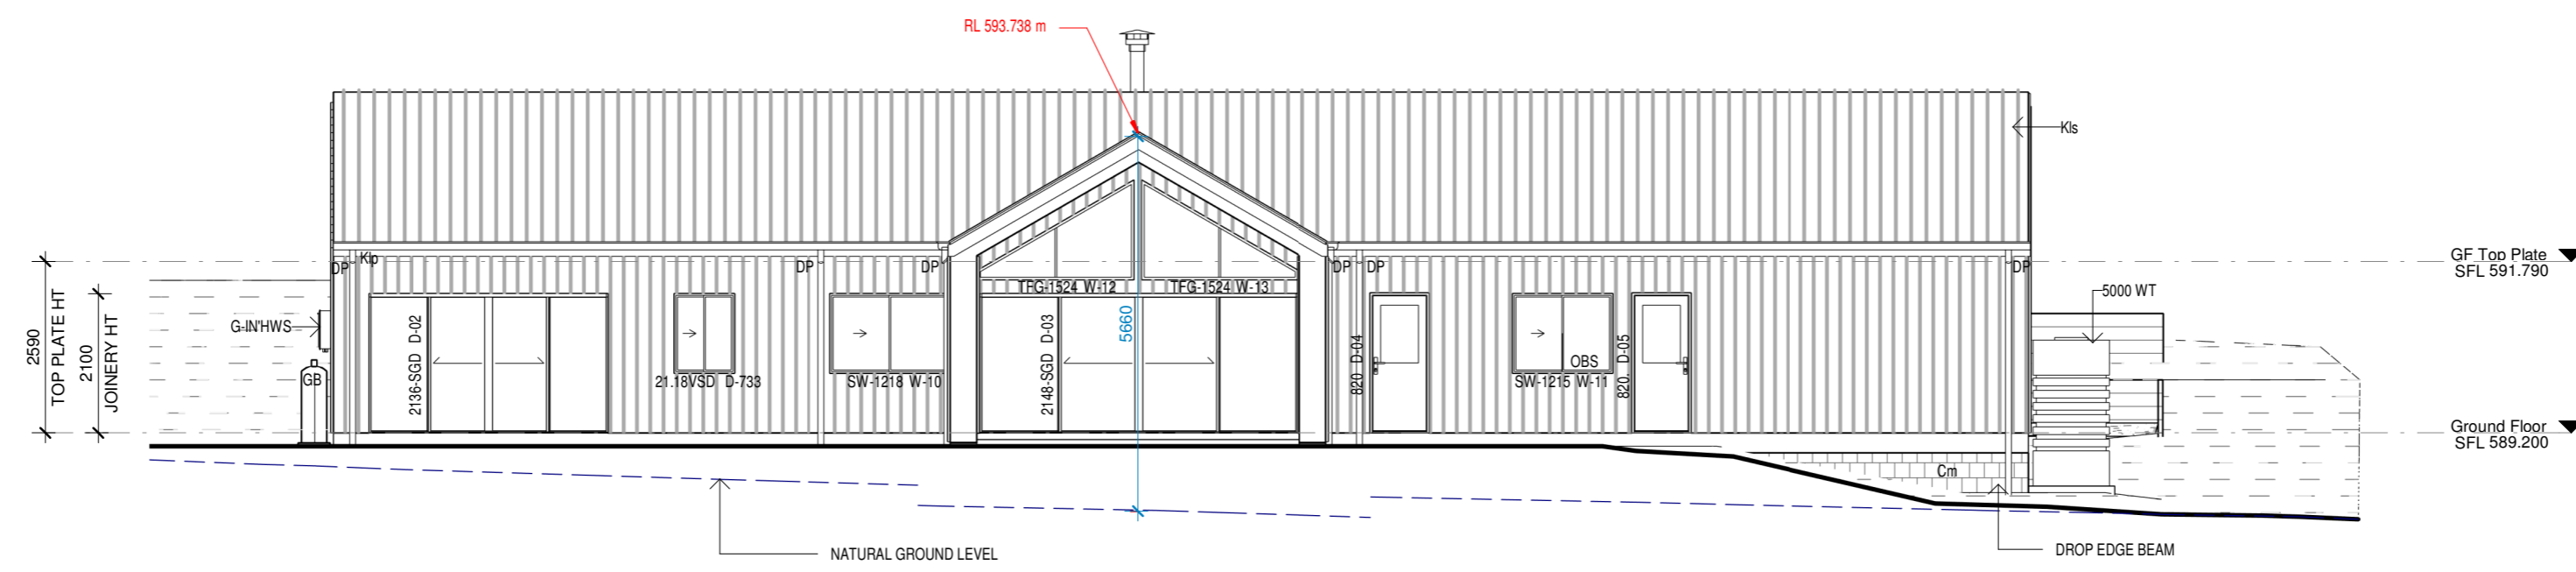 RL 593.738 m
Kls
DP
Klp
DP
DP
DP
DP
DP
GF Top Plate
SFL 591.790
2590
TOP PLATE HT
2100
JOINERY HT
G-IN'HWS
GB
2136-SGD D-02
21.18VSD D-733
SW-1218 W-10
TFG-1524 W-12
TFG-1524 W-13
2148-SGD D-03
5660
820 D-04
OBS
SW-1215 W-11
820. D-05
5000 WT
Ground Floor
SFL 589.200
Cm
NATURAL GROUND LEVEL
DROP EDGE BEAM